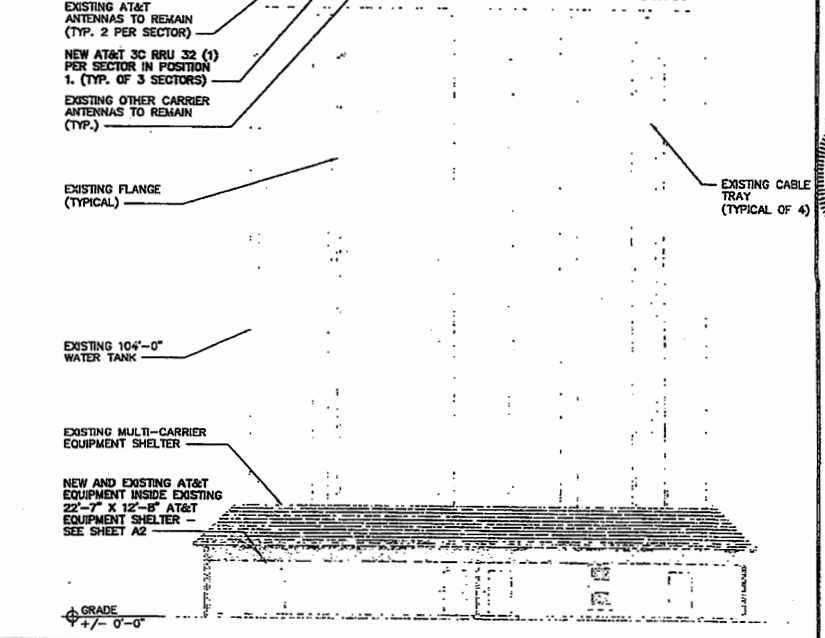 EXISTING AT&T
ANTENNAS TO REMAIN
(TYP. 2 PER SECTOR)
NEW AT&T 3C RRU 32 (1)
PER SECTOR IN POSITION
1. (TYP. OF 3 SECTORS)
EXISTING OTHER CARRIER
ANTENNAS TO REMAIN
(TYP.)
EXISTING FLANGE
(TYPICAL)
EXISTING CABLE
TRAY
(TYPICAL OF 4)
EXISTING 104'-0"
WATER TANK
EXISTING MULTI-CARRIER
EQUIPMENT SHELTER
NEW AND EXISTING AT&T
EQUIPMENT INSIDE EXISTING
22'-7" X 12'-8" AT&T
EQUIPMENT SHELTER -
SEE SHEET A2
GRADE
+/- 0'-0"